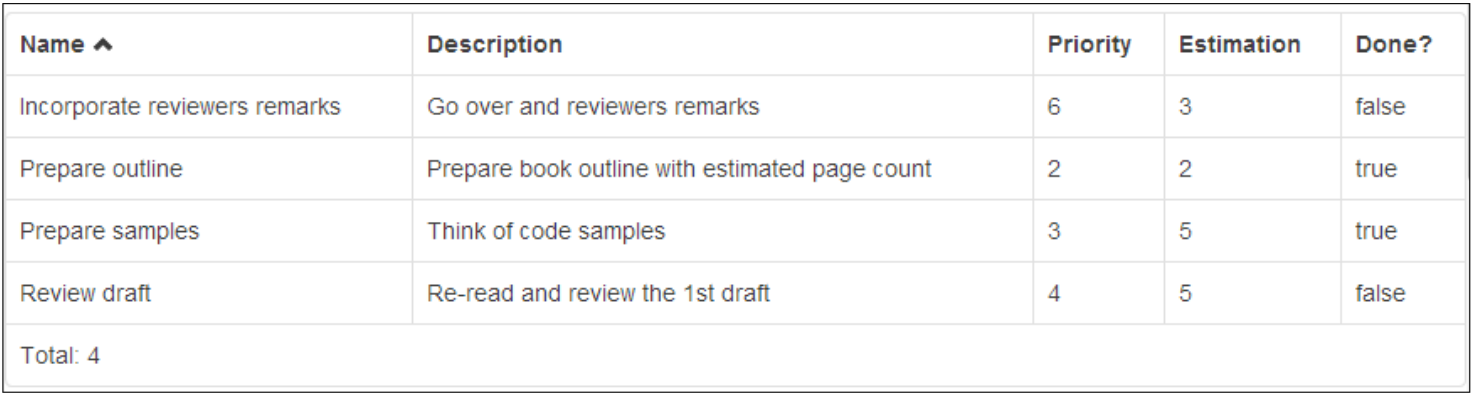 Name Description Priority Estimation Done?
Incorporate reviewers remarks Go over and reviewers remarks 6 3 false
Prepare outline Prepare book outline with estimated page count 2 2 true
Prepare samples Think of code samples 3 5 true
Review draft Re-read and review the 1st draft 4 5 false
Total: 4